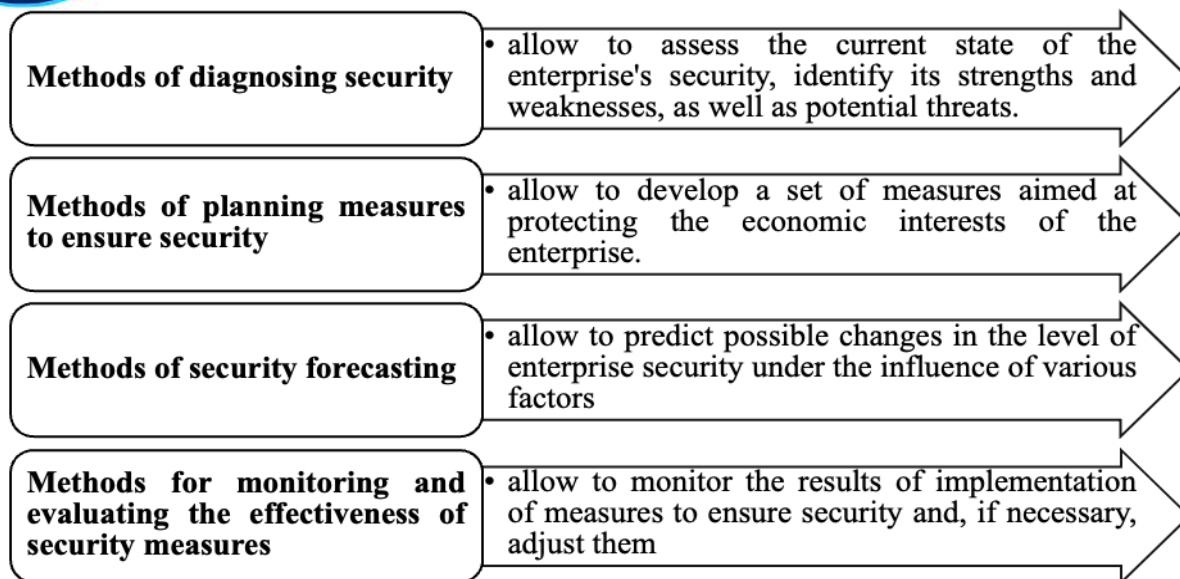 Methods of diagnosing security
• allow to assess the current state of the
enterprise's security, identify its strengths and
weaknesses, as well as potential threats.
Methods of planning measures
to ensure security
• allow to develop a set of measures aimed at
protecting the economic interests of the
enterprise.
Methods of security forecasting
• allow to predict possible changes in the level of
enterprise security under the influence of various
factors
Methods for monitoring and
evaluating the effectiveness of
security measures
• allow to monitor the results of implementation
of measures to ensure security and, if necessary,
adjust them